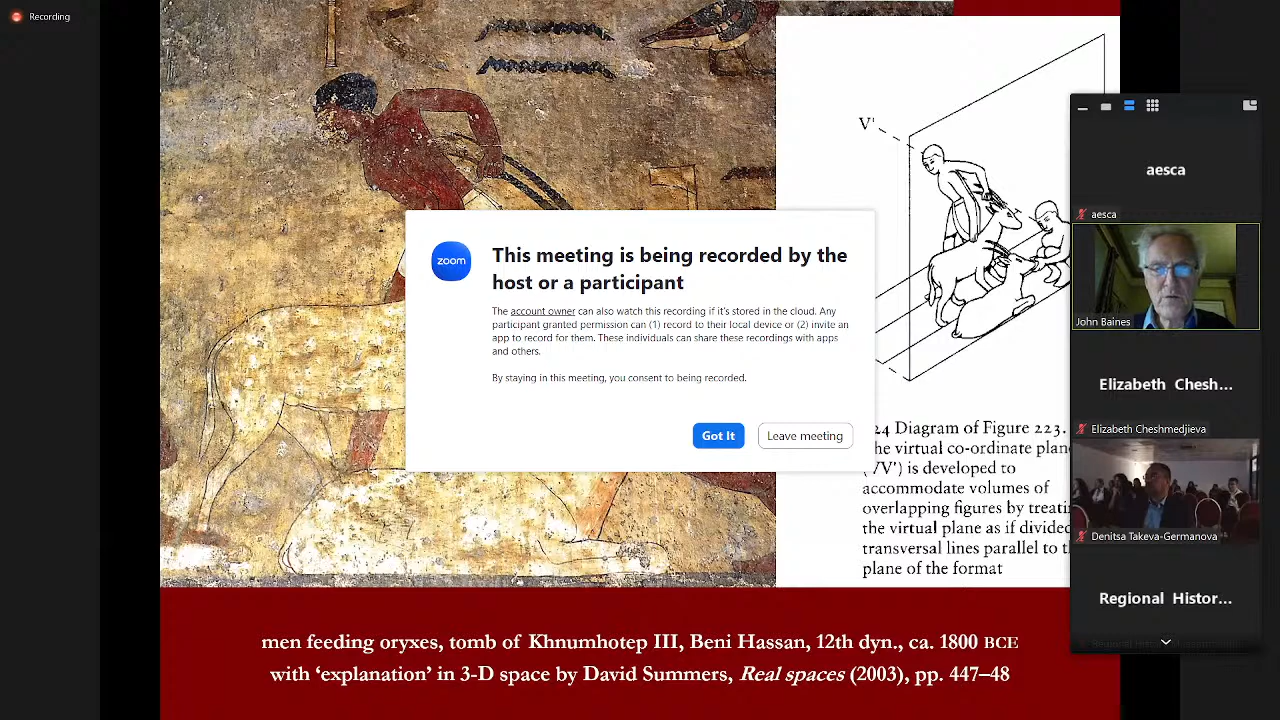 Recording
V'
aesca
aesca
John Baines
Elizabeth Chesh...
Elizabeth Cheshmedjieva
Denitsa Takeva-Germanova
Regional Histor...
zoom
This meeting is being recorded by the
host or a participant
The account owner can also watch this recording if it's stored in the cloud. Any
participant granted permission can (1) record to their local device or (2) invite an
app to record for them. These individuals can share these recordings with apps
and others.
By staying in this meeting, you consent to being recorded.
Got It
Leave meeting
24 Diagram of Figure 223.
the virtual co-ordinate plan
(VV') is developed to
accommodate volumes of
overlapping figures by treati
the virtual plane as if divided
transversal lines parallel to t
plane of the format
men feeding oryxes, tomb of Khnumhotep III, Beni Hassan, 12th dyn., ca. 1800 BCE
with ‘explanation’ in 3-D space by David Summers, Real spaces (2003), pp. 447–48